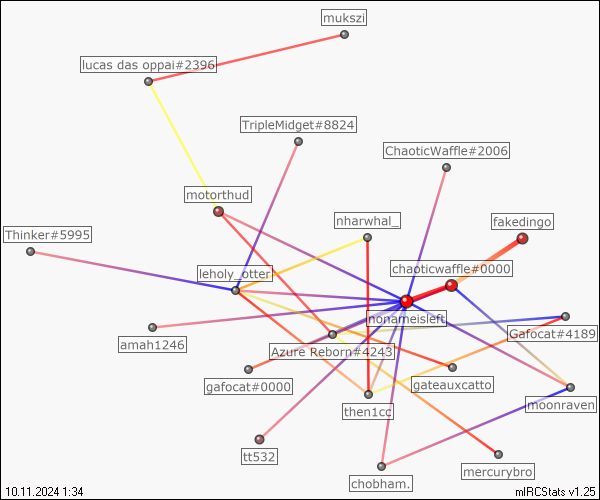 mukszi
lucas das oppai#2396
TripleMidget#8824
ChaoticWaffle#2006
motorthud
nharwhal_
fakedingo
Thinker#5995
leholy_otter
chaoticwaffle#0000
nonameisleft
Gafocat#4189
amah1246
Azure Reborn#4243
gafocat#0000
gateauxcatto
then1cc
moonraven
tt532
chobham.
mercurybro
10.11.2024 1:34
mIRCStats v1.25